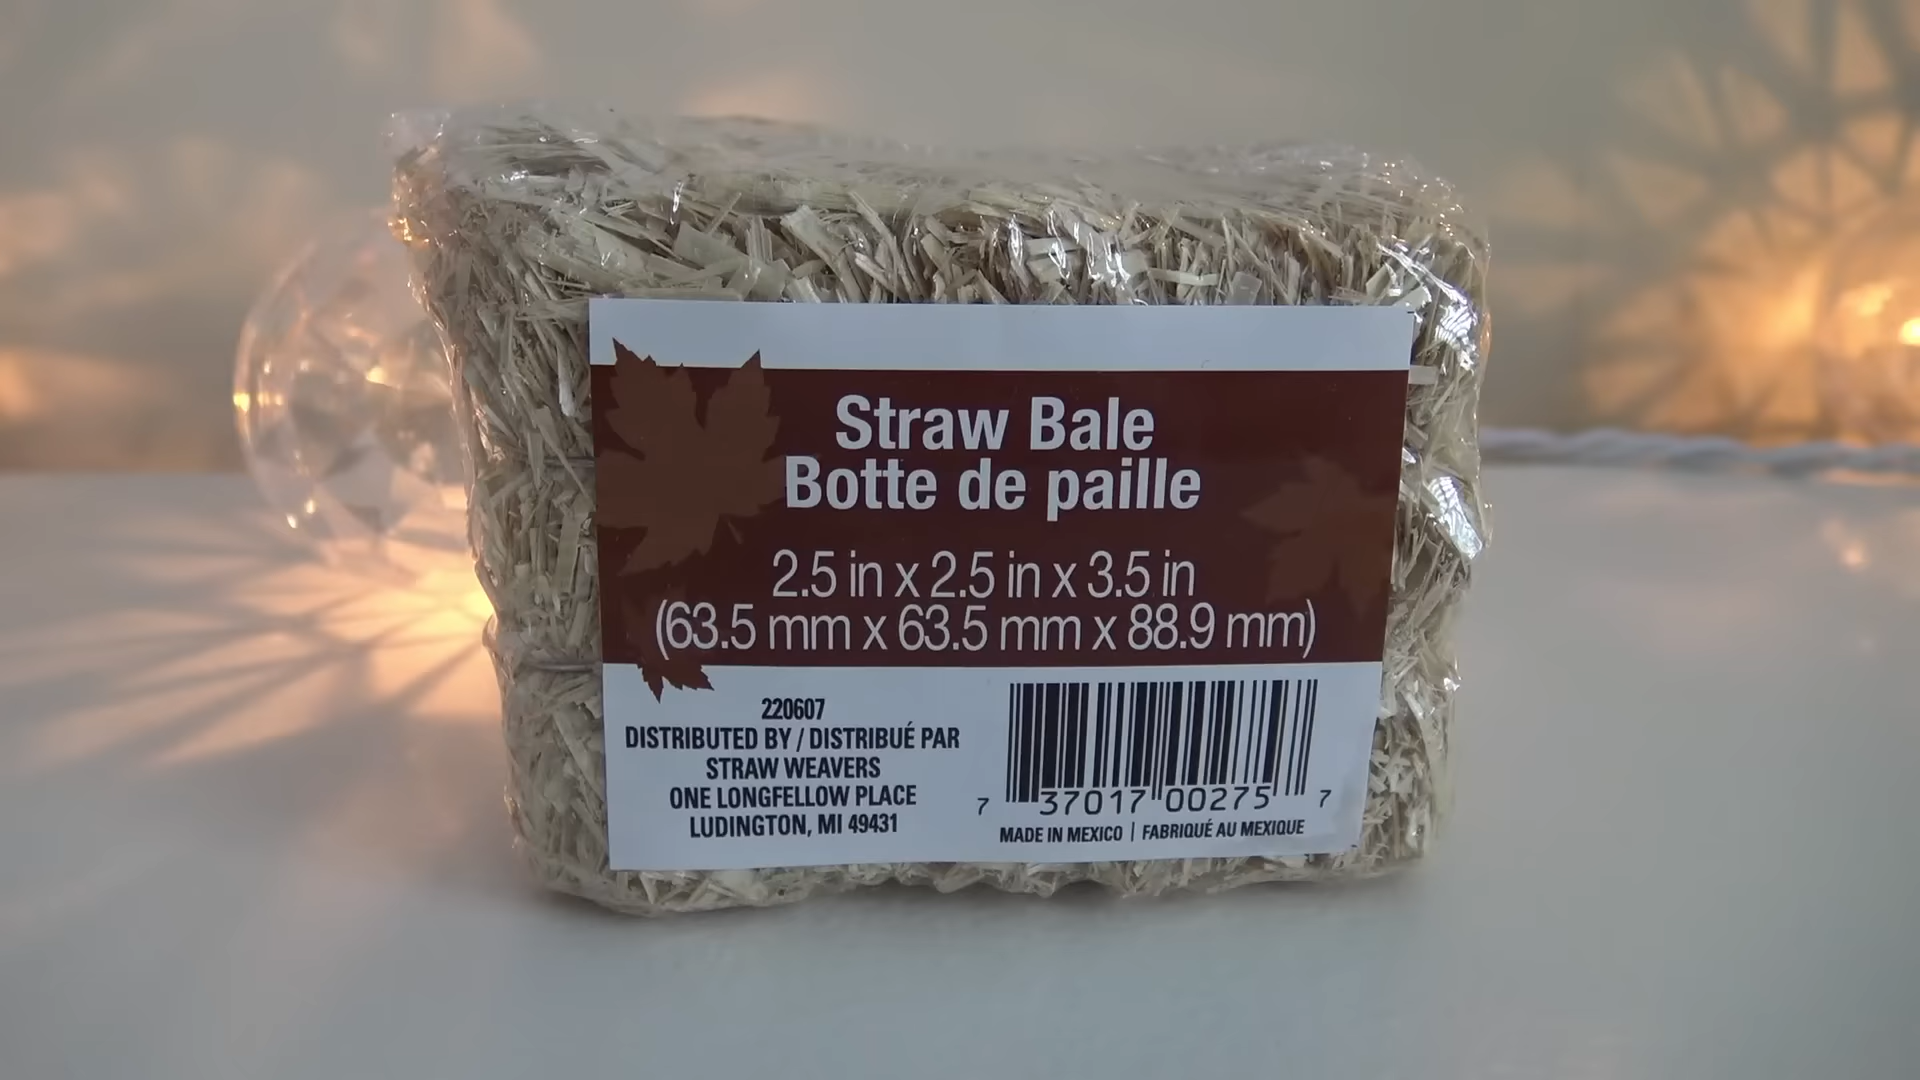 Straw Bale
Botte de paille
2.5 in x 2.5 in x 3.5 in
(63.5 mm x 63.5 mm x 88.9 mm)
220607
DISTRIBUTED BY / DISTRIBUÉ PAR
STRAW WEAVERS
ONE LONGFELLOW PLACE
LUDINGTON, MI 49431
7 37017 00275 7
MADE IN MEXICO | FABRIQUÉ AU MEXIQUE